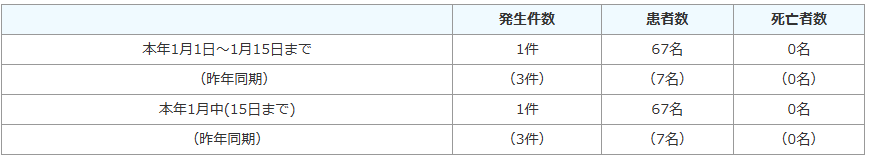 発生件数 患者数 死亡者数
本年1月1日～1月15日まで 1件 67名 0名
（昨年同期） （3件） （7名） （0名）
本年1月中(15日まで) 1件 67名 0名
（昨年同期） （3件） （7名） （0名）